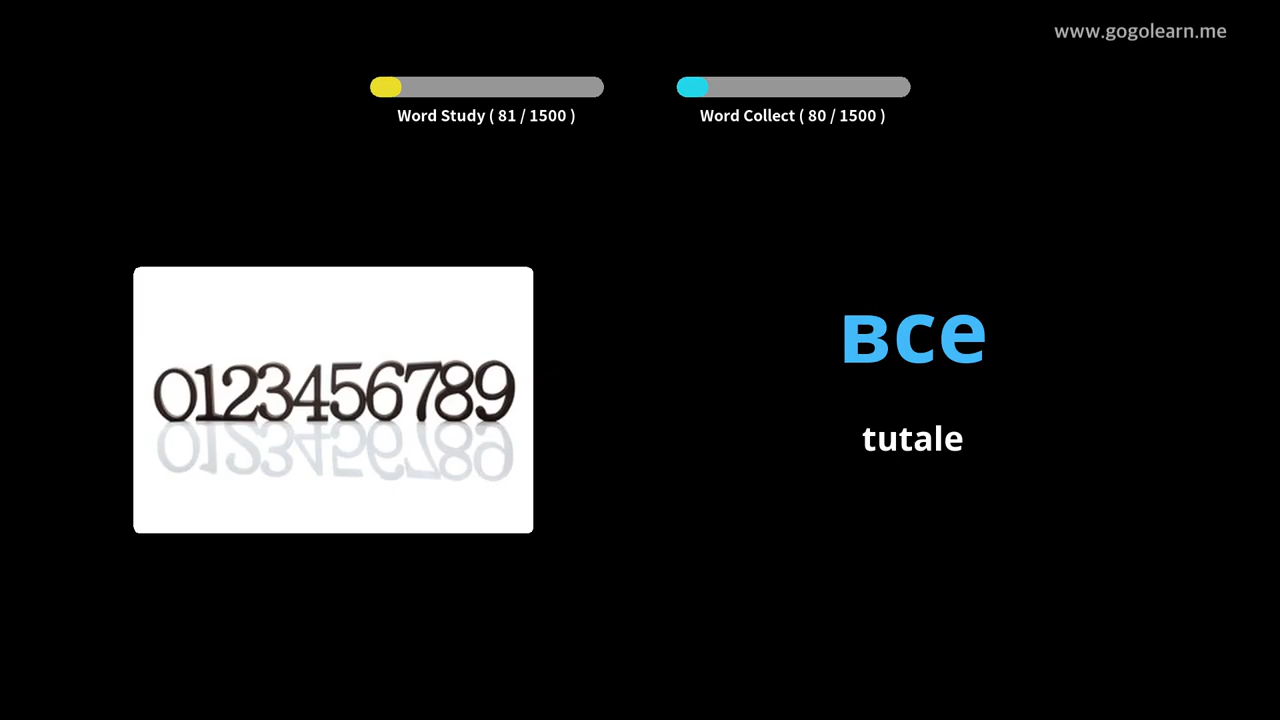 www.gogolearn.me
Word Study ( 81 / 1500 )
Word Collect ( 80 / 1500 )
0123456789
все
tutale